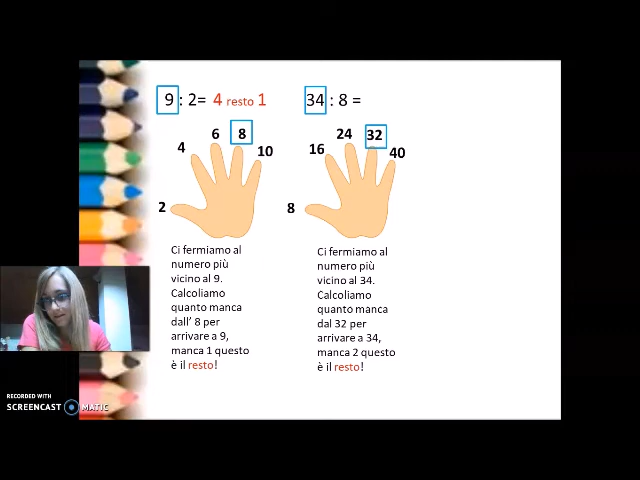 9 : 2= 4 resto 1
4
6
8
10
2
Ci fermiamo al
numero più
vicino al 9.
Calcoliamo
quanto manca
dall' 8 per
arrivare a 9,
manca 1 questo
è il resto!
34 : 8 =
16
24
32
40
8
Ci fermiamo al
numero più
vicino al 34.
Calcoliamo
quanto manca
dal 32 per
arrivare a 34,
manca 2 questo
è il resto!
RECORDED WITH
SCREENCAST MATIC